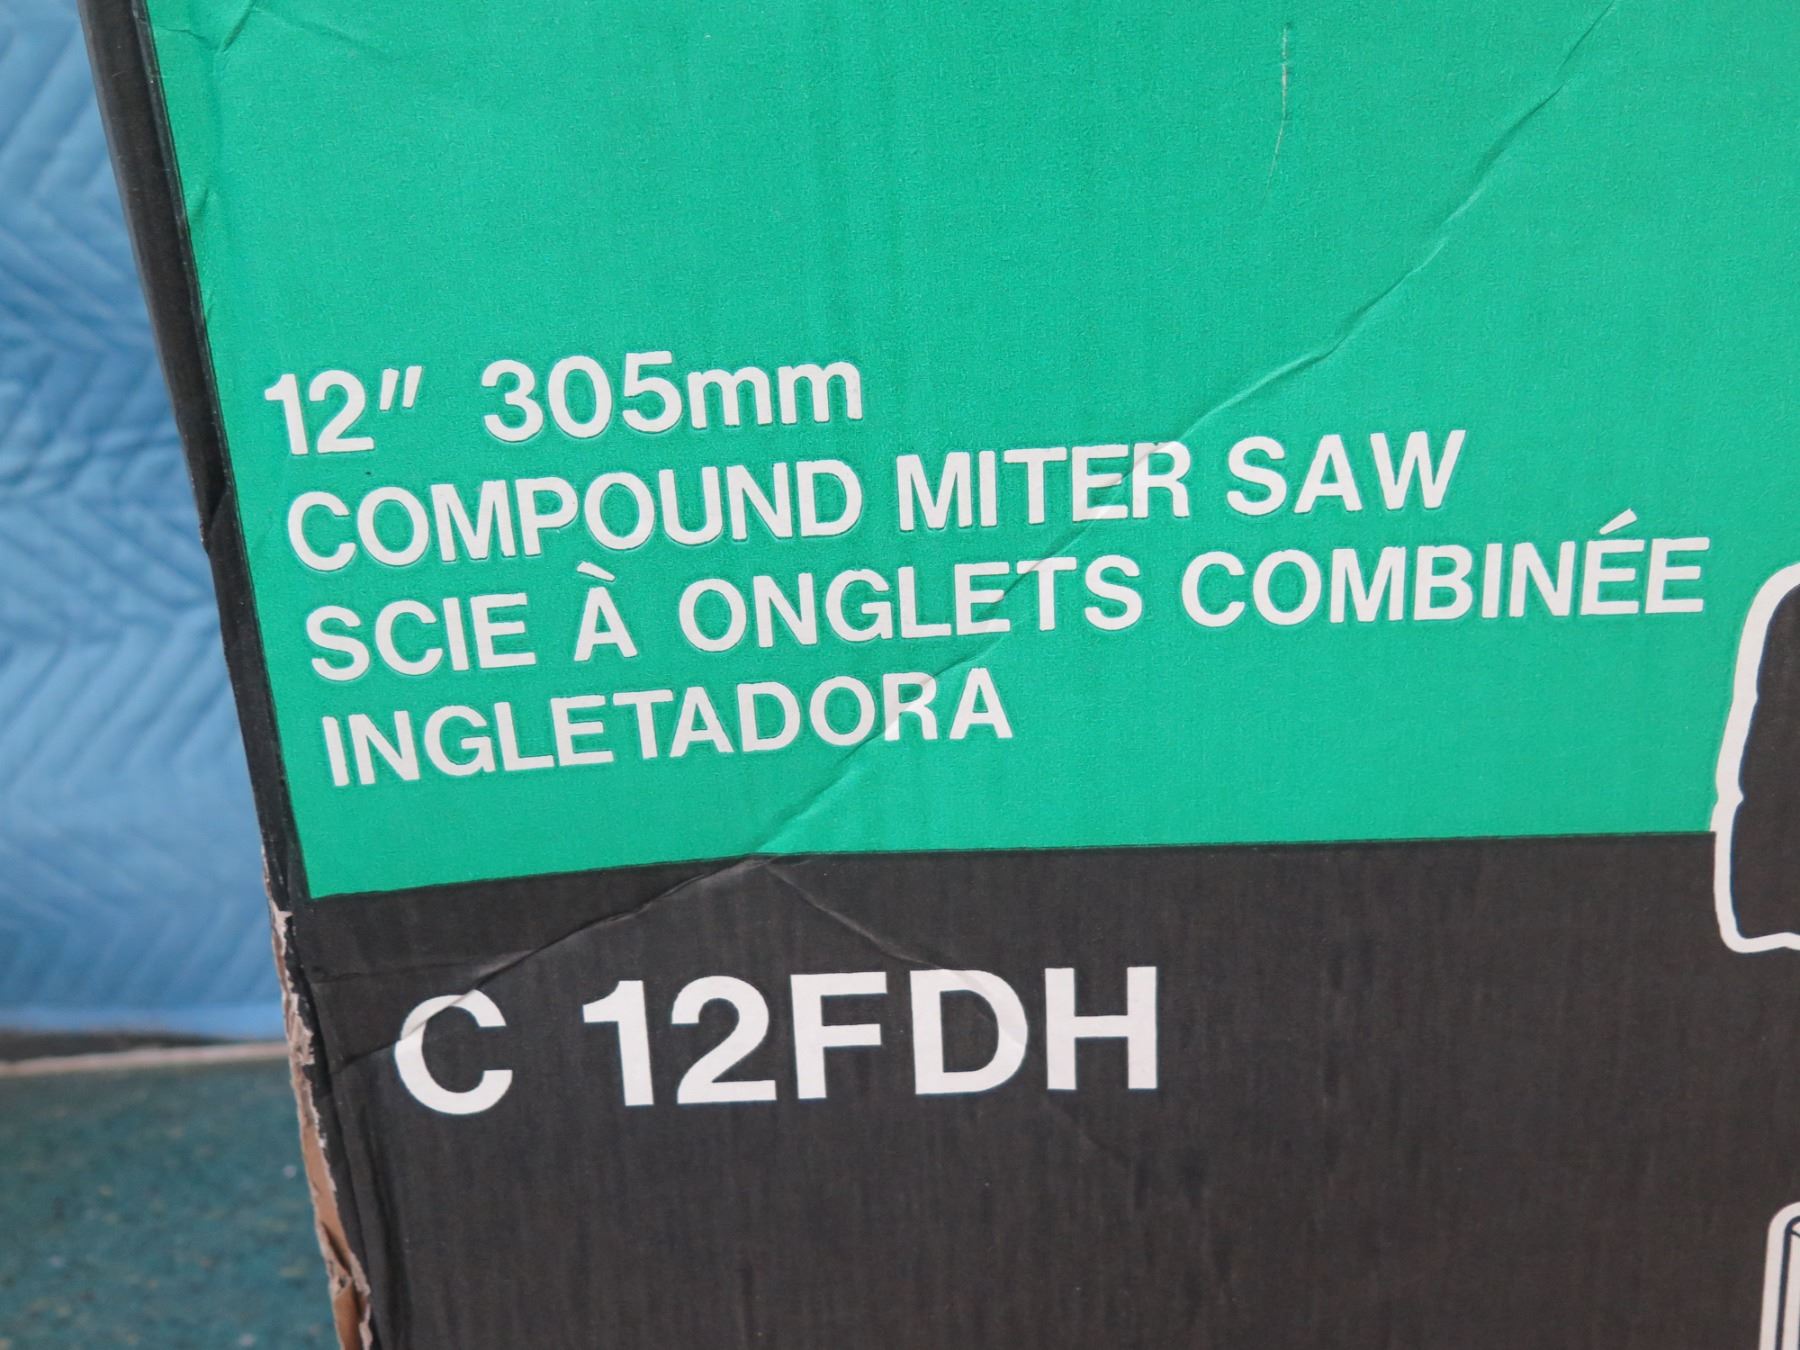 12" 305mm
COMPOUND MITER SAW
SCIE À ONGLETS COMBINÉE
INGLETADORA
C 12FDH